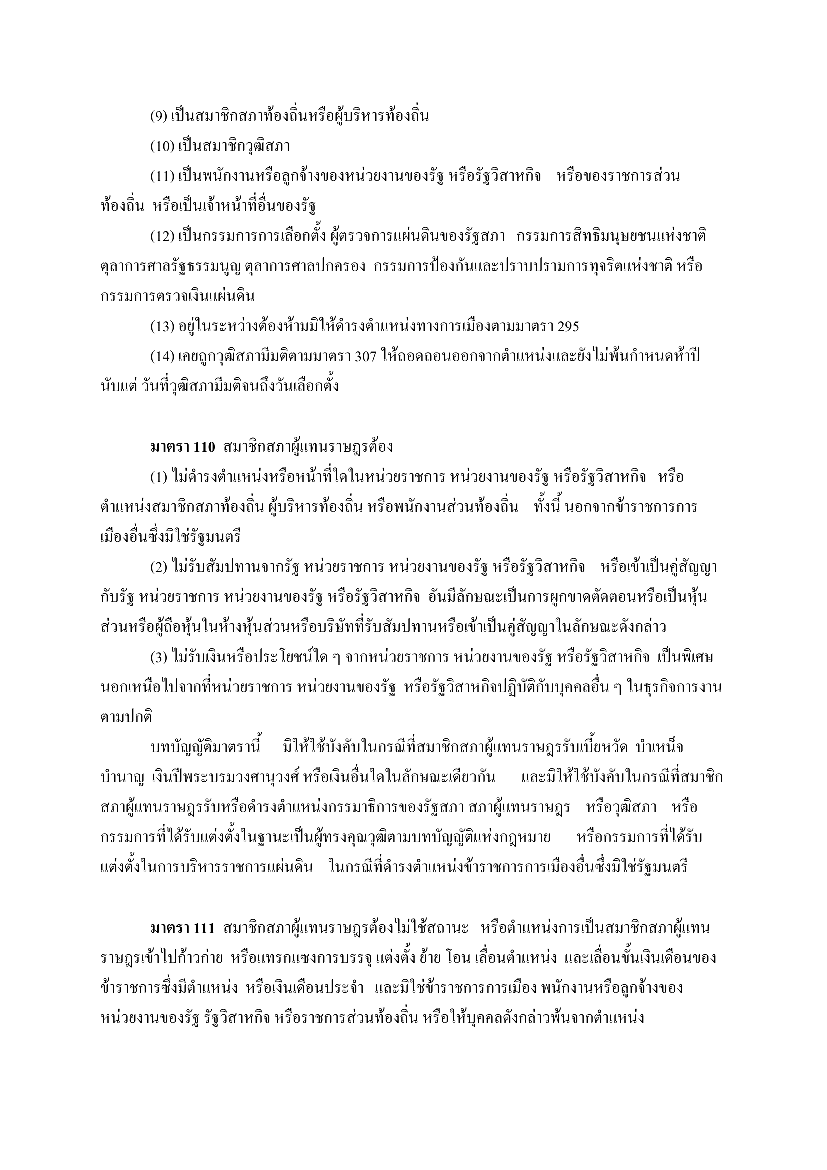 (9) เป็นสมาชิกสภาท้องถิ่นหรือผู้บริหารท้องถิ่น
(10) เป็นสมาชิกวุฒิสภา
(11) เป็นพนักงานหรือลูกจ้างของหน่วยงานของรัฐ หรือรัฐวิสาหกิจ หรือของราชการส่วน
ท้องถิ่น หรือเป็นเจ้าหน้าที่อื่นของรัฐ
(12) เป็นกรรมการการเลือกตั้ง ผู้ตรวจการแผ่นดินของรัฐสภา กรรมการสิทธิมนุษยชนแห่งชาติ
ตุลาการศาลรัฐธรรมนูญ ตุลาการศาลปกครอง กรรมการป้องกันและปราบปรามการทุจริตแห่งชาติ หรือ
กรรมการตรวจเงินแผ่นดิน
(13) อยู่ในระหว่างต้องห้ามมิให้ดำรงตำแหน่งทางการเมืองตามมาตรา 295
(14) เคยถูกวุฒิสภามีมติตามมาตรา 307 ให้ถอดถอนออกจากตำแหน่งและยังไม่พ้นกำหนดห้าปี
นับแต่ วันที่วุฒิสภามีมติจนถึงวันเลือกตั้ง
มาตรา 110 สมาชิกสภาผู้แทนราษฎรต้อง
(1) ไม่ดำรงตำแหน่งหรือหน้าที่ใดในหน่วยราชการ หน่วยงานของรัฐ หรือรัฐวิสาหกิจ หรือ
ตำแหน่งสมาชิกสภาท้องถิ่น ผู้บริหารท้องถิ่น หรือพนักงานส่วนท้องถิ่น ทั้งนี้ นอกจากข้าราชการการ
เมืองอื่นซึ่งมิใช่รัฐมนตรี
(2) ไม่รับสัมปทานจากรัฐ หน่วยราชการ หน่วยงานของรัฐ หรือรัฐวิสาหกิจ หรือเข้าเป็นคู่สัญญา
กับรัฐ หน่วยราชการ หน่วยงานของรัฐ หรือรัฐวิสาหกิจ อันมีลักษณะเป็นการผูกขาดตัดตอนหรือเป็นหุ้น
ส่วนหรือผู้ถือหุ้นในห้างหุ้นส่วนหรือบริษัทที่รับสัมปทานหรือเข้าเป็นคู่สัญญาในลักษณะดังกล่าว
(3) ไม่รับเงินหรือประโยชน์ใด ๆ จากหน่วยราชการ หน่วยงานของรัฐ หรือรัฐวิสาหกิจ เป็นพิเศษ
นอกเหนือไปจากที่หน่วยราชการ หน่วยงานของรัฐ หรือรัฐวิสาหกิจปฏิบัติกับบุคคลอื่น ๆ ในธุรกิจการงาน
ตามปกติ
บทบัญญัติมาตรานี้ มิให้ใช้บังคับในกรณีที่สมาชิกสภาผู้แทนราษฎรรับเบี้ยหวัด บำเหน็จ
บำนาญ เงินปีพระบรมวงศานุวงศ์ หรือเงินอื่นใดในลักษณะเดียวกัน และมิให้ใช้บังคับในกรณีที่สมาชิก
สภาผู้แทนราษฎรรับหรือดำรงตำแหน่งกรรมาธิการของรัฐสภา สภาผู้แทนราษฎร หรือวุฒิสภา หรือ
กรรมการที่ได้รับแต่งตั้งในฐานะเป็นผู้ทรงคุณวุฒิตามบทบัญญัติแห่งกฎหมาย หรือกรรมการที่ได้รับ
แต่งตั้งในการบริหารราชการแผ่นดิน ในกรณีที่ดำรงตำแหน่งข้าราชการการเมืองอื่นซึ่งมิใช่รัฐมนตรี
มาตรา 111 สมาชิกสภาผู้แทนราษฎรต้องไม่ใช้สถานะ หรือตำแหน่งการเป็นสมาชิกสภาผู้แทน
ราษฎรเข้าไปก้าวก่าย หรือแทรกแซงการบรรจุ แต่งตั้ง ย้าย โอน เลื่อนตำแหน่ง และเลื่อนขั้นเงินเดือนของ
ข้าราชการซึ่งมีตำแหน่ง หรือเงินเดือนประจำ และมิใช่ข้าราชการการเมือง พนักงานหรือลูกจ้างของ
หน่วยงานของรัฐ รัฐวิสาหกิจ หรือราชการส่วนท้องถิ่น หรือให้บุคคลดังกล่าวพ้นจากตำแหน่ง